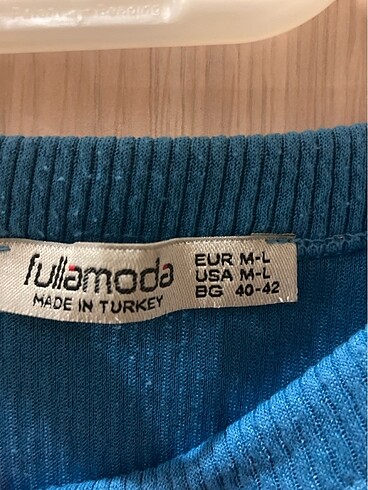 fullamoda
MADE IN TURKEY
EUR M-L
USA M-L
BG 40-42